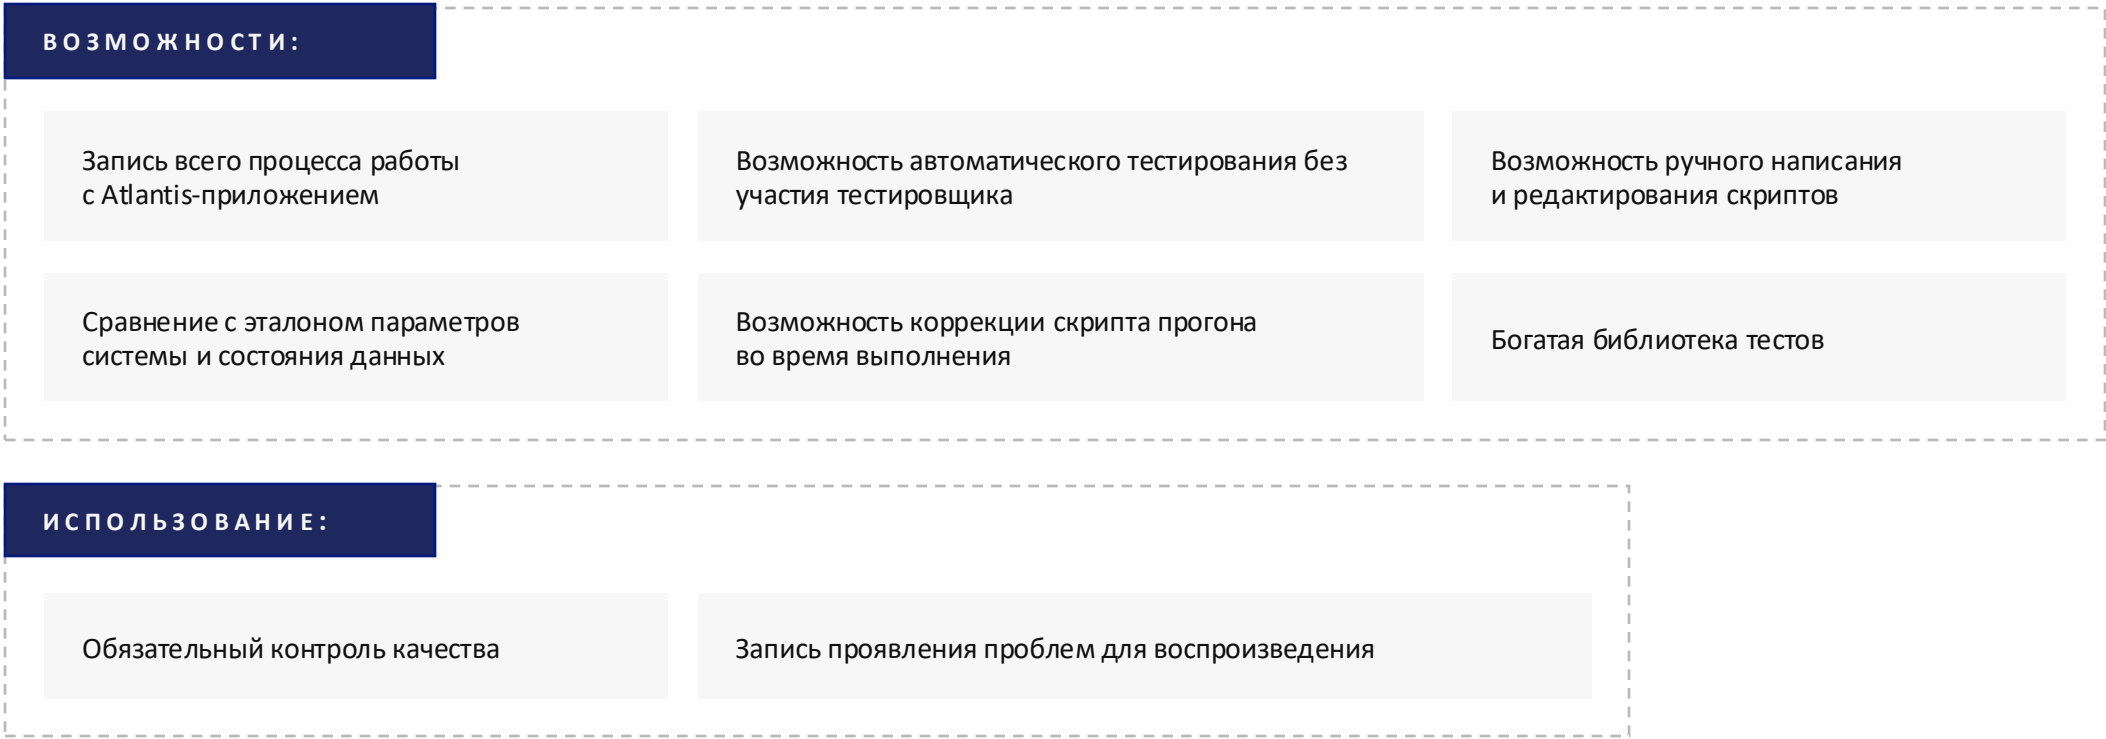 ВОЗМОЖНОСТИ:
Запись всего процесса работы
с Atlantis-приложением
Возможность автоматического тестирования без
участия тестировщика
Возможность ручного написания
и редактирования скриптов
Сравнение с эталоном параметров
системы и состояния данных
Возможность коррекции скрипта прогона
во время выполнения
Богатая библиотека тестов
ИСПОЛЬЗОВАНИЕ:
Обязательный контроль качества
Запись проявления проблем для воспроизведения